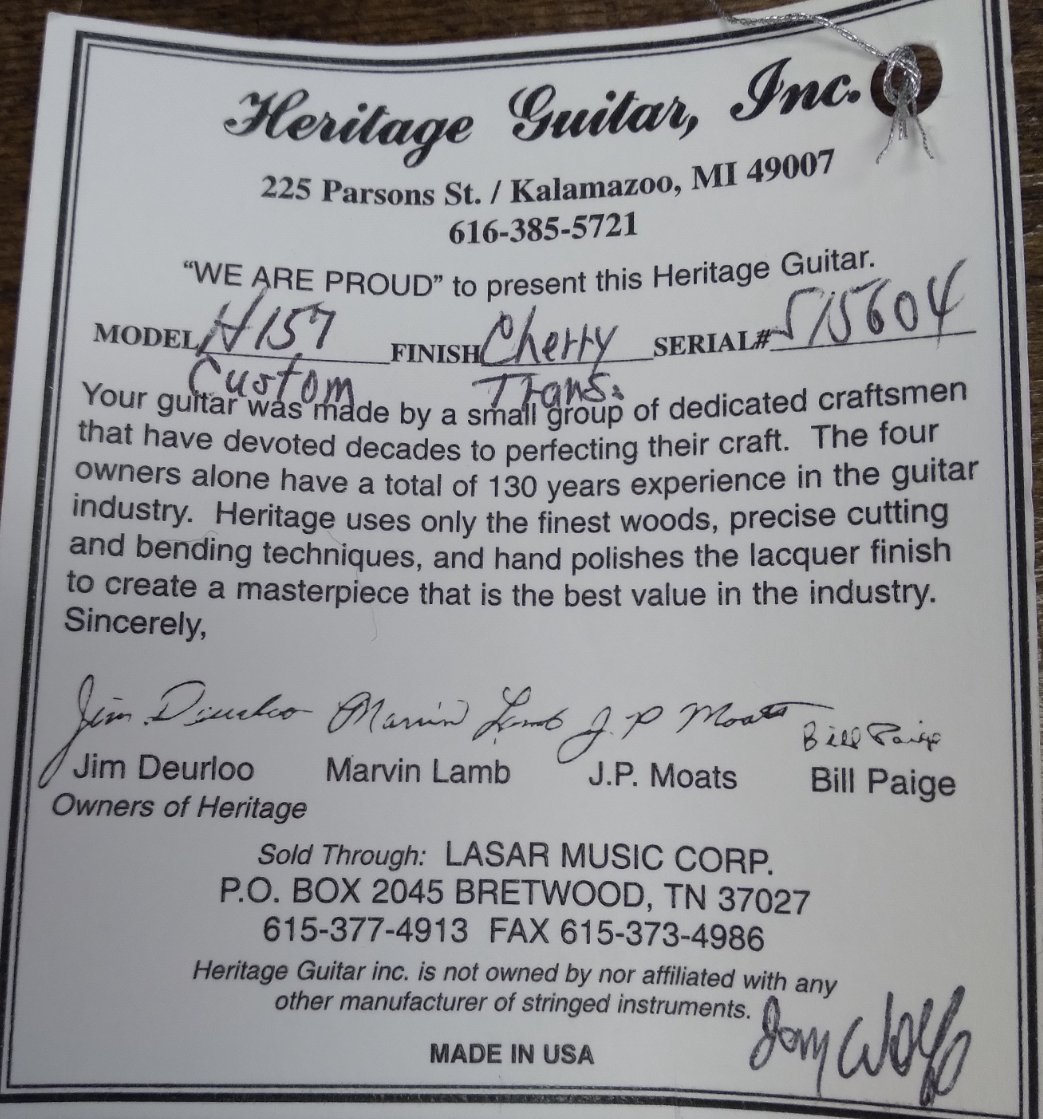 Heritage Guitar, Inc.
225 Parsons St. / Kalamazoo, MI 49007
616-385-5721
“WE ARE PROUD” to present this Heritage Guitar.
MODEL H157 FINISH Cherry SERIAL# S15604
Custom Trans.
Your guitar was made by a small group of dedicated craftsmen
that have devoted decades to perfecting their craft. The four
owners alone have a total of 130 years experience in the guitar
industry. Heritage uses only the finest woods, precise cutting
and bending techniques, and hand polishes the lacquer finish
to create a masterpiece that is the best value in the industry.
Sincerely,
Jim Deurloo Marvin Lamb J. P Moats Bill Paige
Jim Deurloo Marvin Lamb J.P. Moats Bill Paige
Owners of Heritage
Sold Through: LASAR MUSIC CORP.
P.O. BOX 2045 BRETWOOD, TN 37027
615-377-4913 FAX 615-373-4986
Heritage Guitar inc. is not owned by nor affiliated with any
other manufacturer of stringed instruments.
MADE IN USA